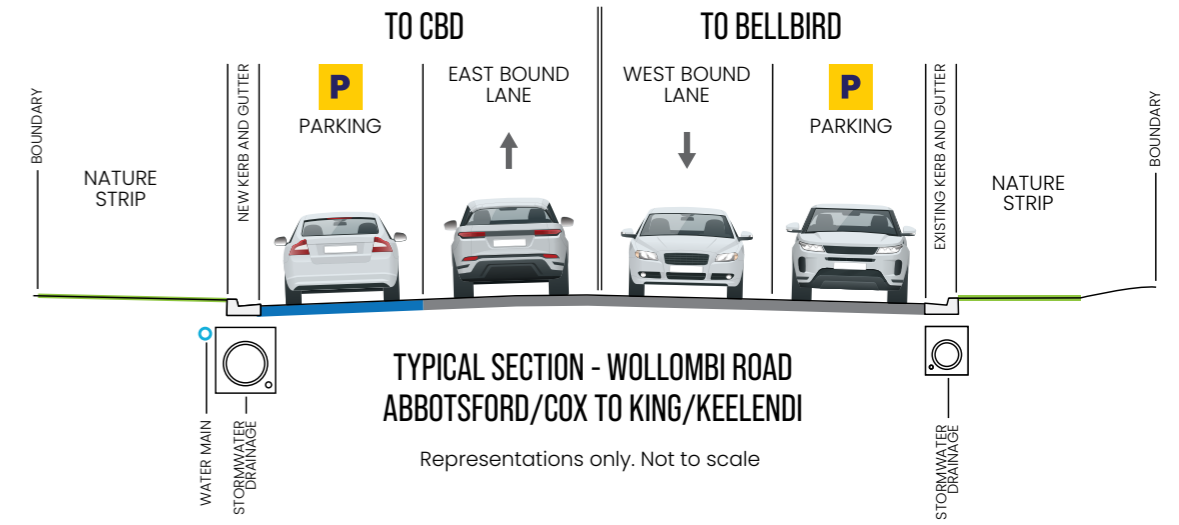 TO CBD
TO BELLBIRD
BOUNDARY
NATURE
STRIP
NEW KERB AND GUTTER
P
PARKING
EAST BOUND
LANE
WEST BOUND
LANE
P
PARKING
EXISTING KERB AND GUTTER
NATURE
STRIP
BOUNDARY
WATER MAIN
STORMWATER
DRAINAGE
TYPICAL SECTION - WOLLOMBI ROAD
ABBOTSFORD/COX TO KING/KEELENDI
Representations only. Not to scale
STORMWATER
DRAINAGE